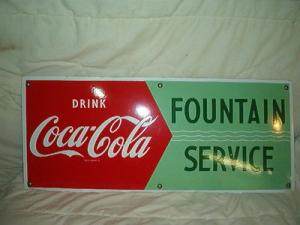 DRINK
Coca-Cola
FOUNTAIN
SERVICE